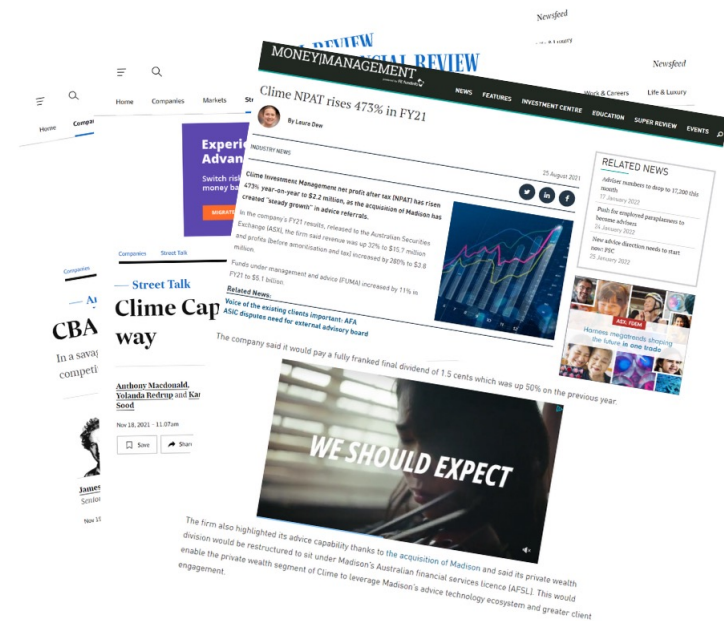 Newsfeed
REVIEW
CIAL REVIEW
Newsfeed
Work & Careers Life & Luxury
Home Compa
Home Companies Markets Str
Experie
Advan
Switch risk
money ba
MIGRATE
Companies
Companies Street Talk
— Street Talk
Clime Cap
way
CBA
In a savag
competi
Anthony Macdonald,
Yolanda Redrup and Kan
Sood
Nov 18, 2021 – 11.07am
Save Share
James
Senior
Nov 1
MONEY|MANAGEMENT
NEWS FEATURES INVESTMENT CENTRE EDUCATION SUPER REVIEW EVENTS
Clime NPAT rises 473% in FY21
By Laura Dew
INDUSTRY NEWS
25 August 2021
Clime Investment Management net profit after tax (NPAT) has risen
473% year-on-year to $2.2 million, as the acquisition of Madison has
created "steady growth" in advice referrals.
In the company's FY21 results, released to the Australian Securities
Exchange (ASX), the firm said revenue was up 32% to $15.7 million
and profits (before amortisation and tax) increased by 280% to $3.8
million.
Funds under management and advice (FUMA) increased by 11% in
FY21 to $5.1 billion.
Related News:
Voice of the existing clients important: AFA
ASIC disputes need for external advisory board
RELATED NEWS
Adviser numbers to drop to 17,200 this
month
17 January 2022
Push for employed paraplanners to
become advisers
24 January 2022
New advice direction needs to start
now: PSC
25 January 2022
Harness megatrends shaping
the future in one trade
The company said it would pay a fully franked final dividend of 1.5 cents which was up 50% on the previous year.
WE SHOULD EXPECT
The firm also highlighted its advice capability thanks to the acquisition of Madison and said its private wealth
division would be restructured to sit under Madison's Australian financial services licence (AFSL). This would
enable the private wealth segment of Clime to leverage Madison's advice technology ecosystem and greater client
engagement.